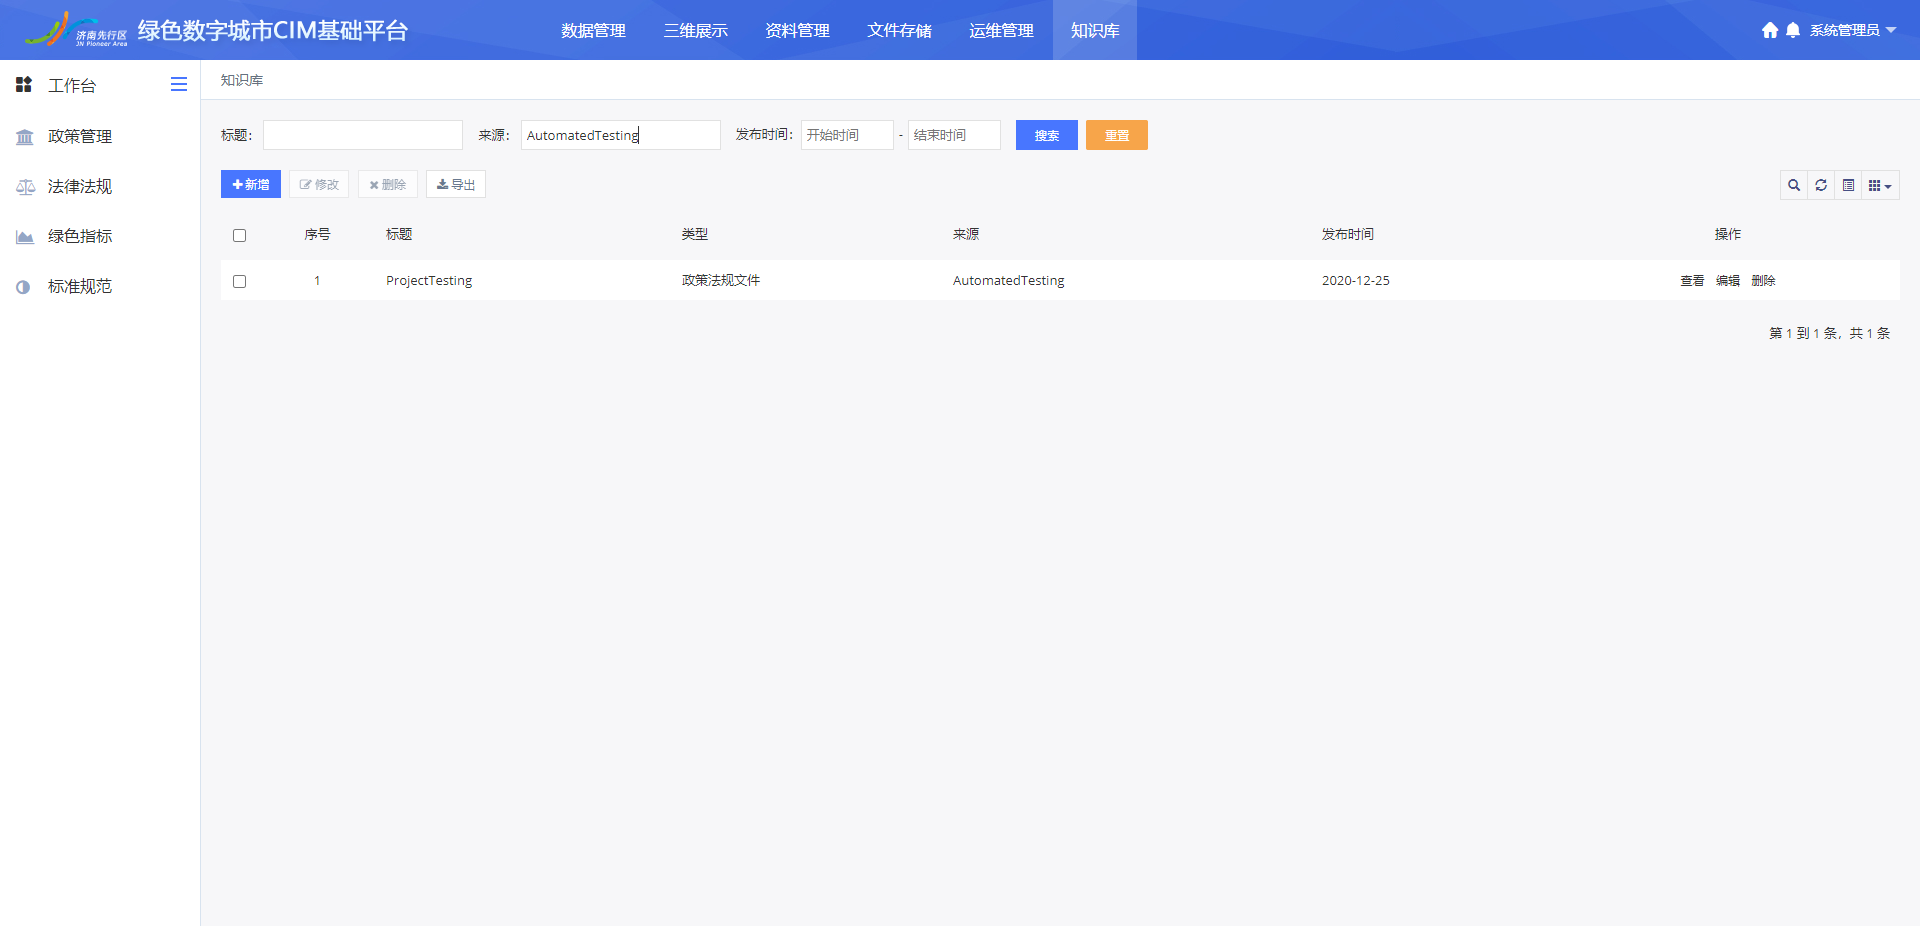 济南先行区
JN Pioneer Area
绿色数字城市CIM基础平台
数据管理 三维展示 资料管理 文件存储 运维管理 知识库
系统管理员
工作台
政策管理
法律法规
绿色指标
标准规范
知识库
标题： 来源： AutomatedTesting 发布时间： 开始时间 - 结束时间 搜索 重置
新增 修改 删除 导出
序号 标题 类型 来源 发布时间 操作
1 ProjectTesting 政策法规文件 AutomatedTesting 2020-12-25 查看 编辑 删除
第 1 到 1 条，共 1 条